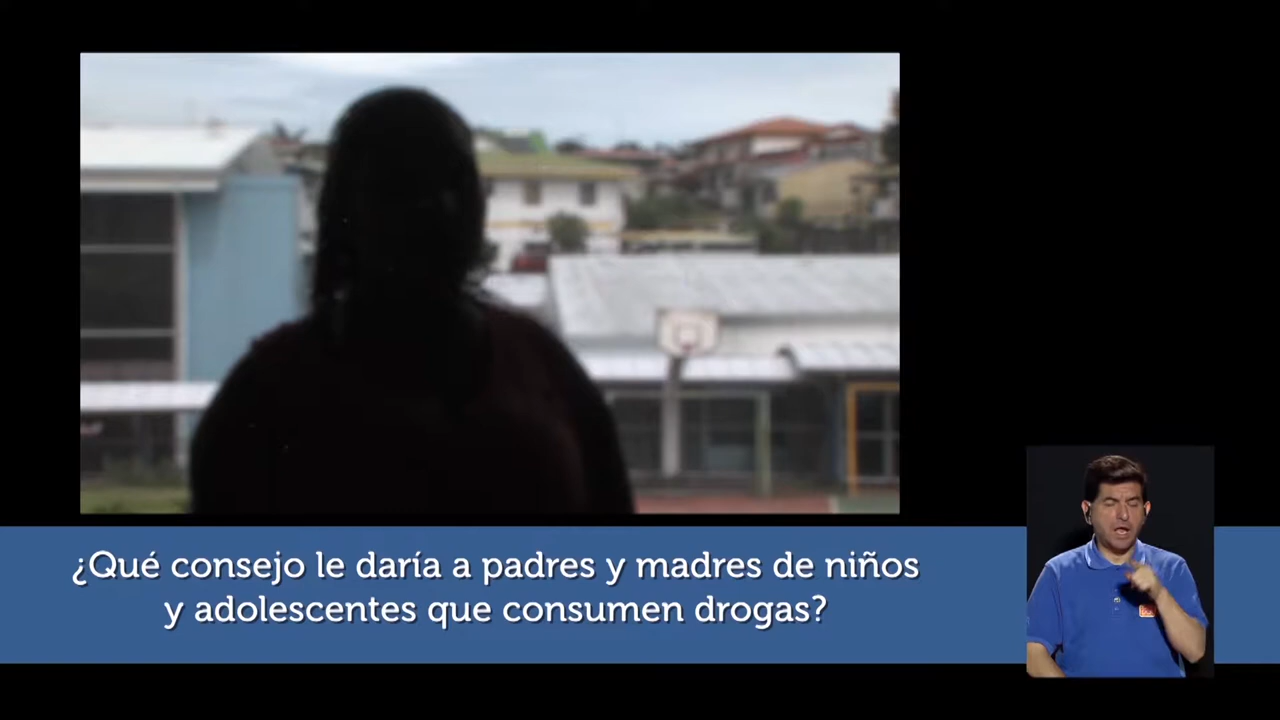 ¿Qué consejo le daría a padres y madres de niños
y adolescentes que consumen drogas?